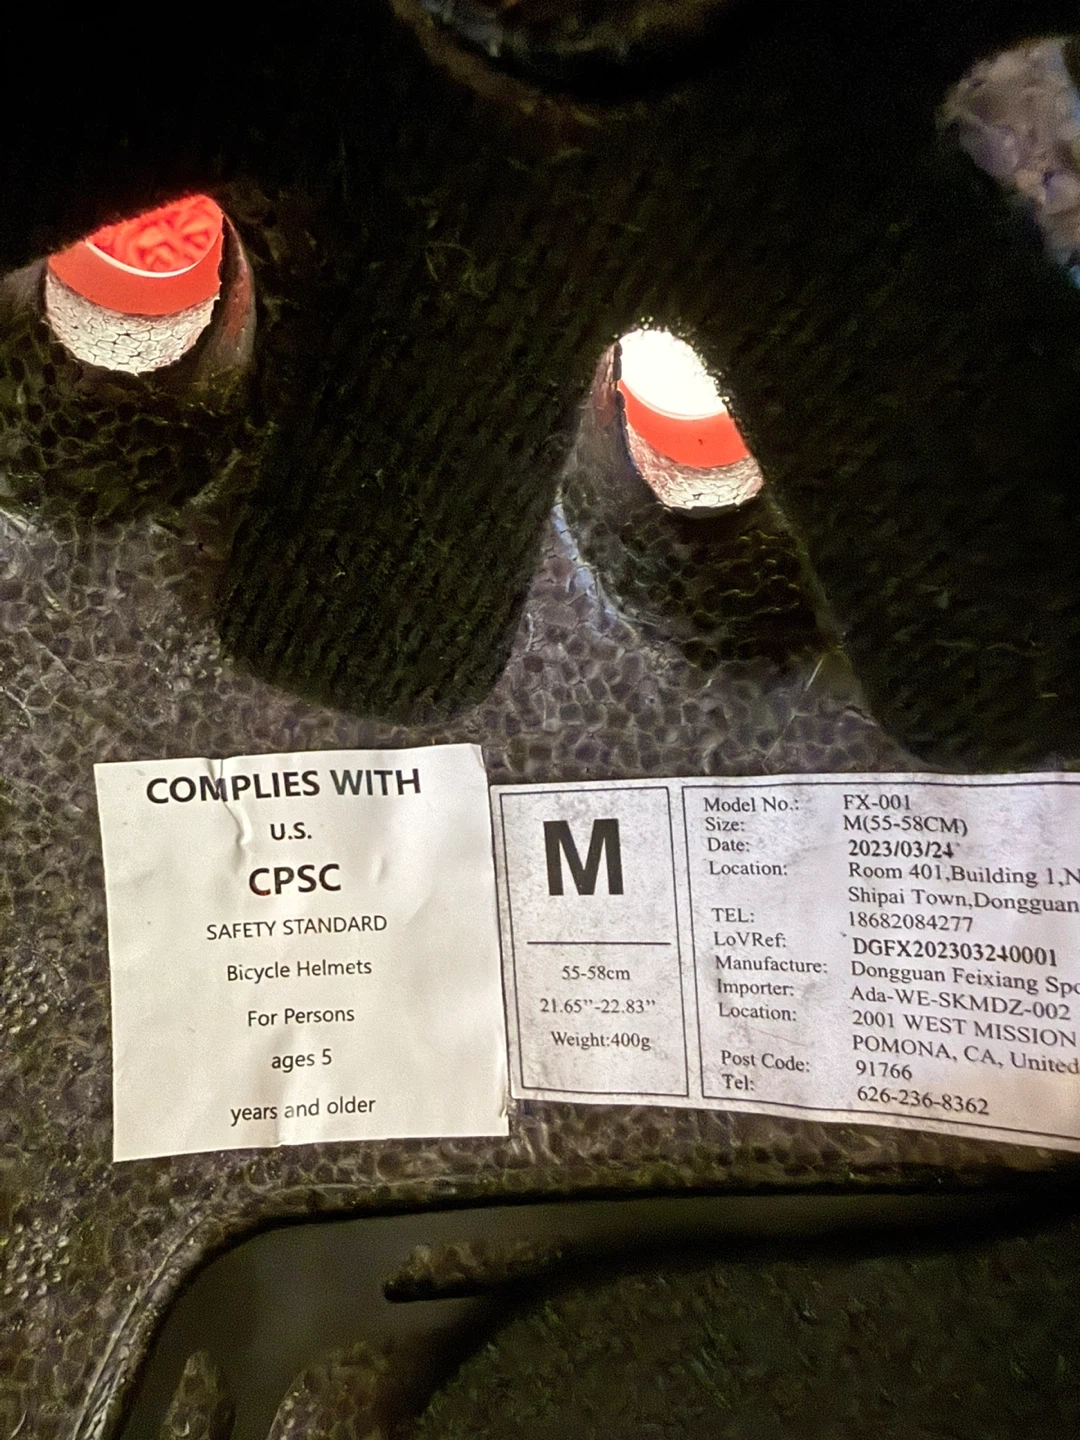 COMPLIES WITH
U.S.
CPSC
SAFETY STANDARD
Bicycle Helmets
For Persons
ages 5
years and older
M
55-58cm
21.65”-22.83”
Weight:400g
Model No.: FX-001
Size: M(55-58CM)
Date: 2023/03/24
Location: Room 401,Building 1,N
Shipai Town,Dongguan
TEL: 18682084277
LoVRef: DGFX202303240001
Manufacture: Dongguan Feixiang Spo
Importer: Ada-WE-SKMDZ-002
Location: 2001 WEST MISSION
POMONA, CA, United
Post Code: 91766
Tel: 626-236-8362